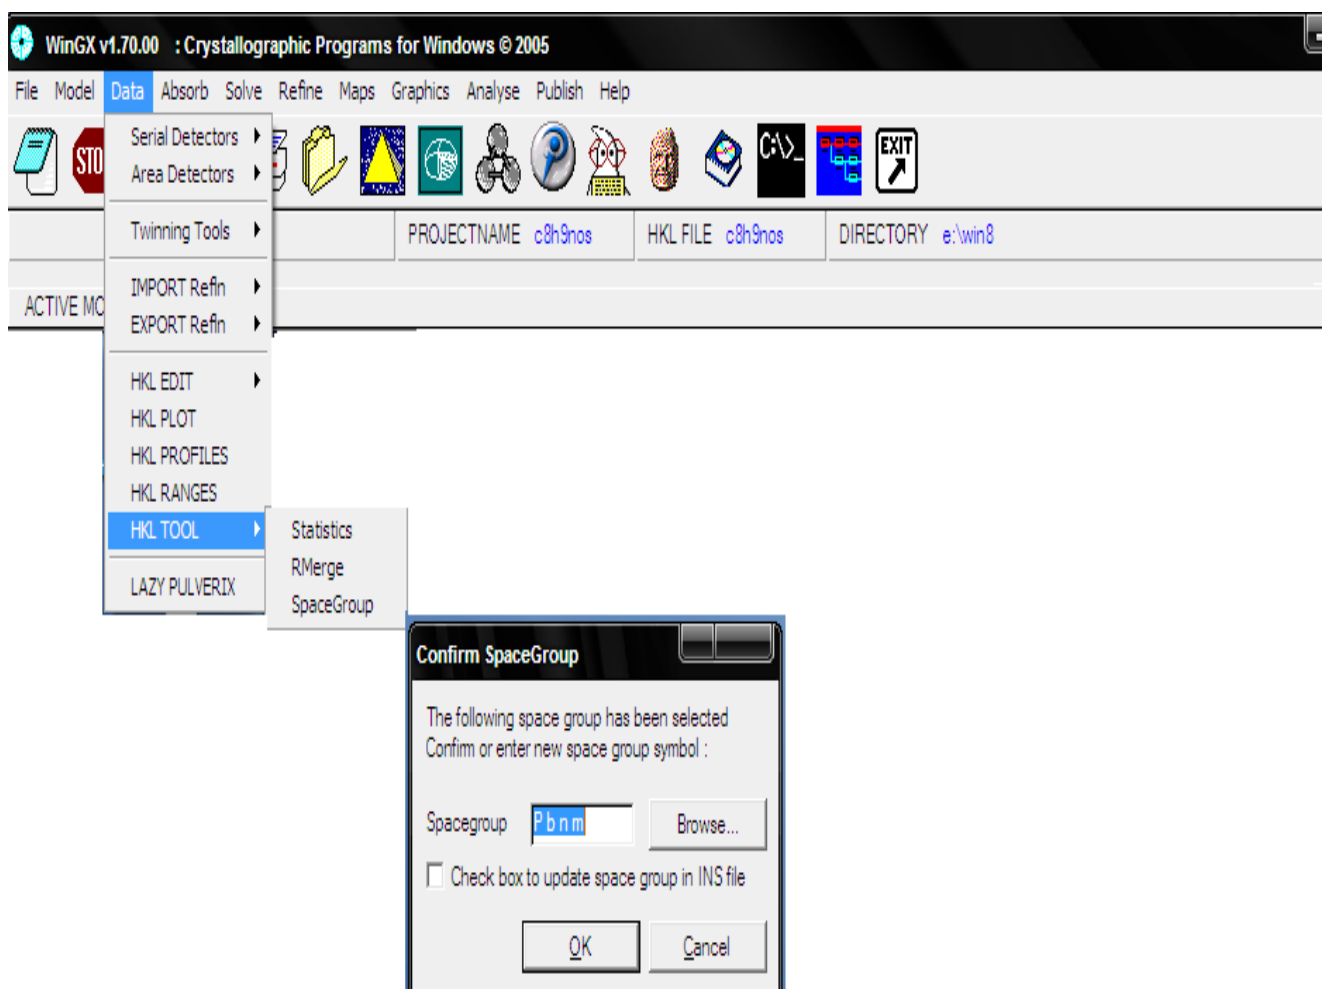 WinGX v1.70.00 : Crystallographic Programs for Windows © 2005
File Model Data Absorb Solve Refine Maps Graphics Analyse Publish Help
STO
C:\>_
EXIT
Serial Detectors
Area Detectors
Twinning Tools
IMPORT Refln
EXPORT Refln
HKL EDIT
HKL PLOT
HKL PROFILES
HKL RANGES
HKL TOOL
LAZY PULVERIX
PROJECTNAME c8h9nos HKL FILE c8h9nos DIRECTORY e:\win8
ACTIVE MO
Statistics
RMerge
SpaceGroup
Confirm SpaceGroup
The following space group has been selected
Confirm or enter new space group symbol :
Spacegroup P b n m Browse...
Check box to update space group in INS file
OK Cancel